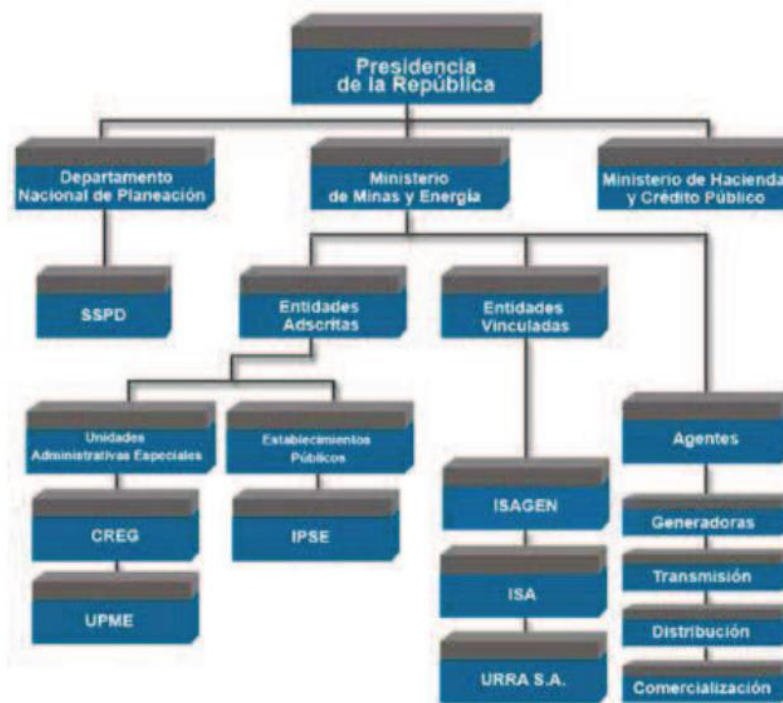 Presidencia
de la República
Departamento
Nacional de Planeación
Ministerio
de Minas y Energía
Ministerio de Hacienda
y Crédito Público
SSPD
Entidades
Adscritas
Entidades
Vinculadas
Unidades
Administrativas Especiales
Establecimientos
Públicos
Agentes
CREG
IPSE
ISAGEN
Generadoras
UPME
ISA
Transmisión
Distribución
URRA S.A.
Comercialización